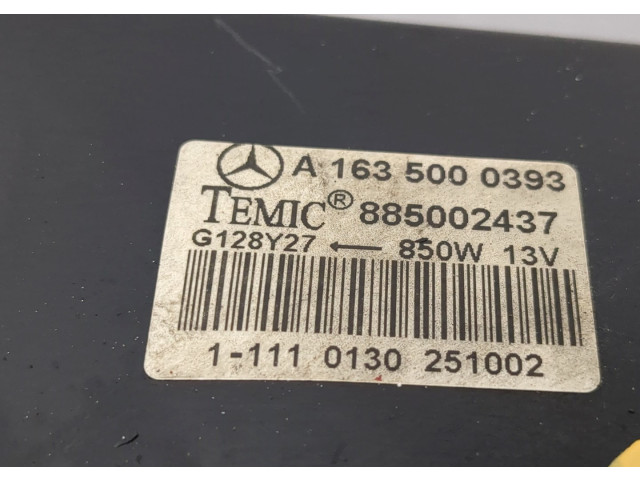 A 163 500 0393
TEMIC® 885002437
G128Y27 ← 850W 13V
1-111 0130 251002